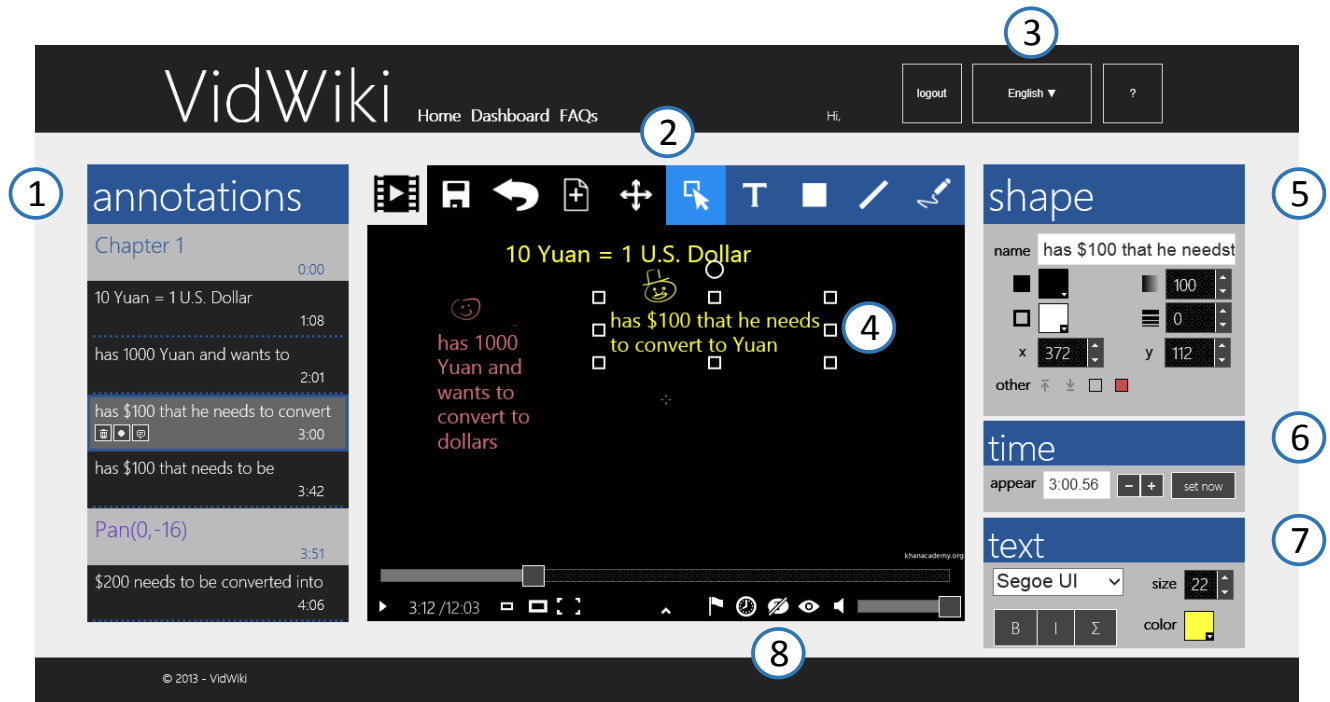 3
VidWiki
Home Dashboard FAQs
Hi,
logout
English ▼
?
2
1
annotations
Chapter 1
0:00
10 Yuan = 1 U.S. Dollar
1:08
has 1000 Yuan and wants to
2:01
has $100 that he needs to convert
3:00
has $100 that needs to be
3:42
Pan(0,-16)
3:51
$200 needs to be converted into
4:06
T
10 Yuan = 1 U.S. Dollar
has $100 that he needs
to convert to Yuan
4
has 1000
Yuan and
wants to
convert to
dollars
khanacademy.org
3:12 /12:03
8
5
shape
name has $100 that he needst
100
0
x 372 y 112
other
6
time
appear 3:00.56 - + set now
7
text
Segoe UI size 22
B I Σ color
© 2013 - VidWiki